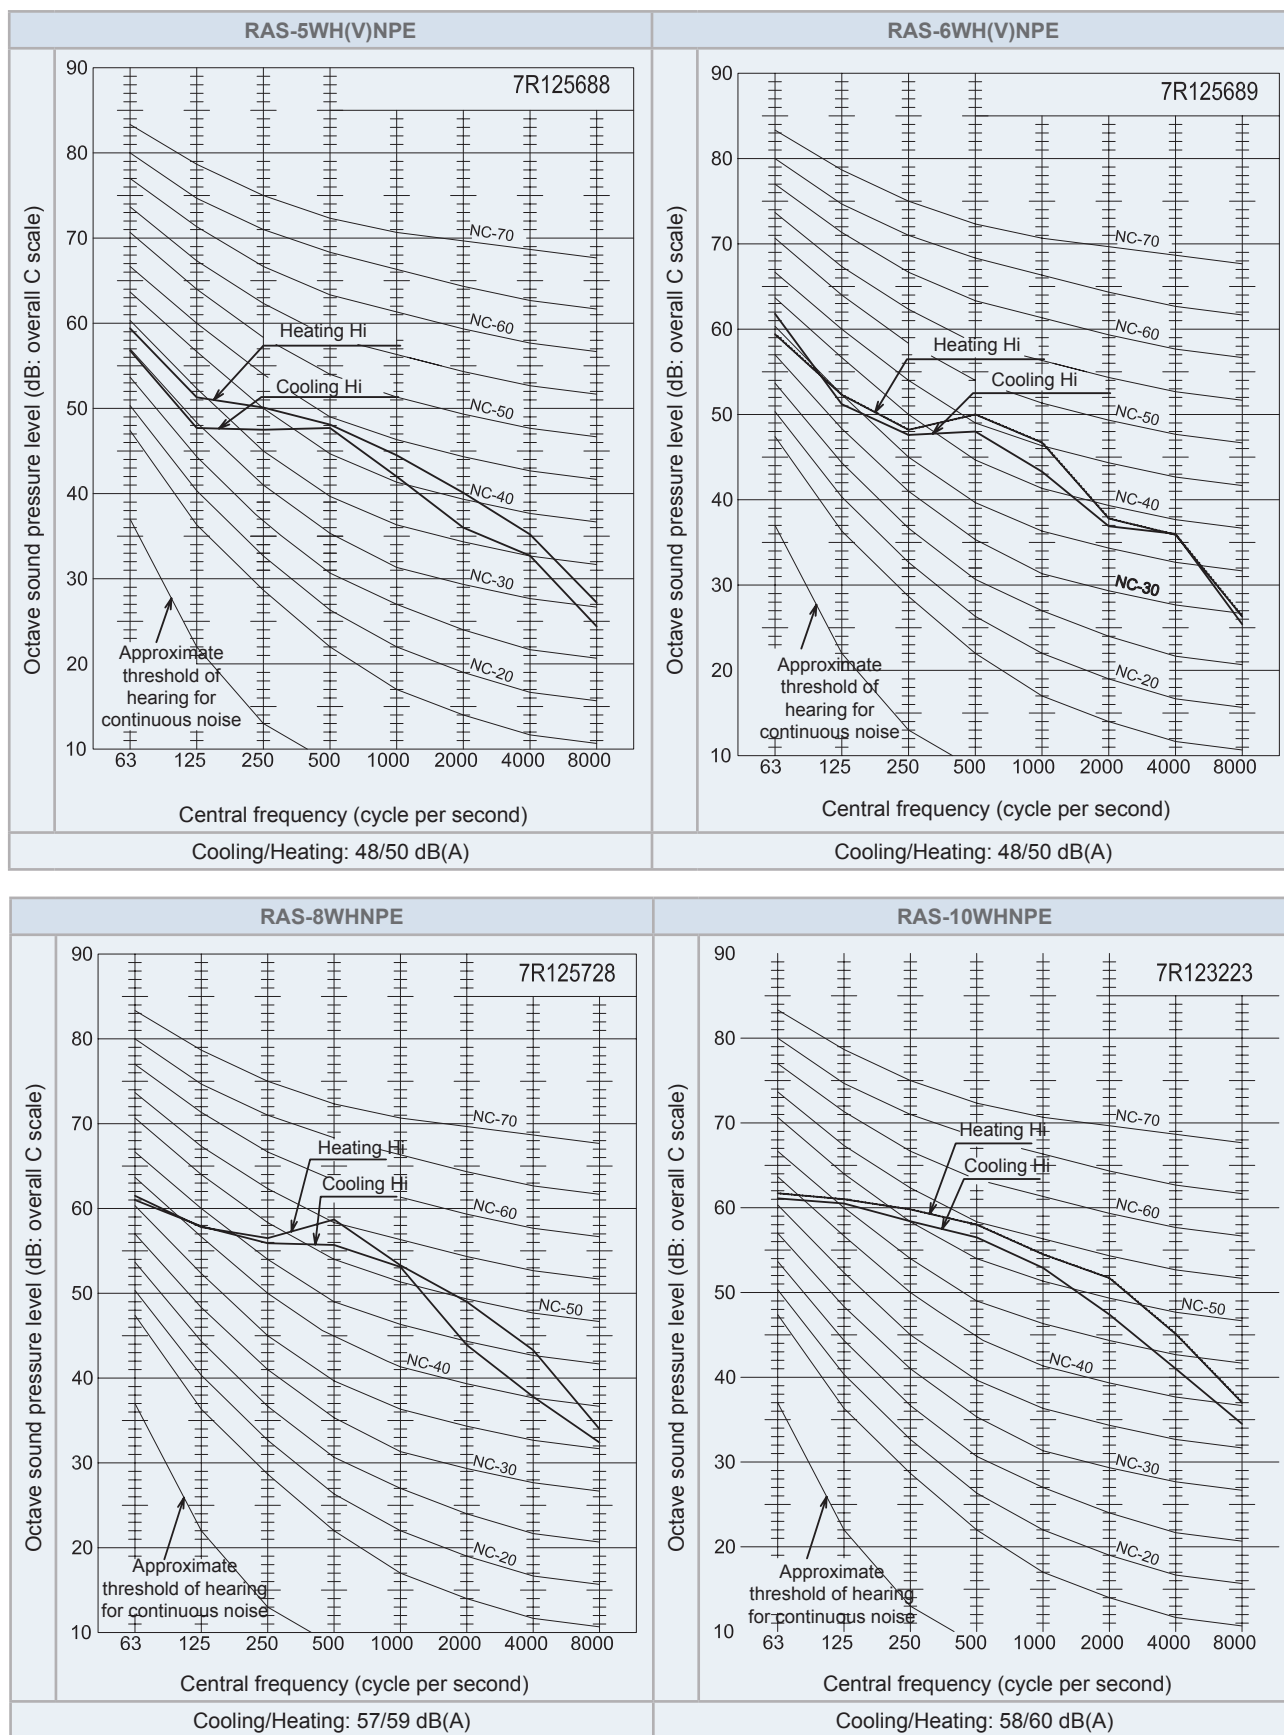 RAS-5WH(V)NPE
7R125688
Octave sound pressure level (dB: overall C scale)
90
80
70
60
50
40
30
20
10
NC-70
NC-60
NC-50
NC-40
NC-30
NC-20
Heating Hi
Cooling Hi
Approximate
threshold of
hearing for
continuous noise
63 125 250 500 1000 2000 4000 8000
Central frequency (cycle per second)
Cooling/Heating: 48/50 dB(A)
RAS-6WH(V)NPE
7R125689
Octave sound pressure level (dB: overall C scale)
90
80
70
60
50
40
30
20
10
NC-70
NC-60
NC-50
NC-40
NC-30
NC-20
Heating Hi
Cooling Hi
Approximate
threshold of
hearing for
continuous noise
63 125 250 500 1000 2000 4000 8000
Central frequency (cycle per second)
Cooling/Heating: 48/50 dB(A)
RAS-8WHNPE
7R125728
Octave sound pressure level (dB: overall C scale)
90
80
70
60
50
40
30
20
10
NC-70
NC-60
NC-50
NC-40
NC-30
NC-20
Heating Hi
Cooling Hi
Approximate
threshold of hearing
for continuous noise
63 125 250 500 1000 2000 4000 8000
Central frequency (cycle per second)
Cooling/Heating: 57/59 dB(A)
RAS-10WHNPE
7R123223
Octave sound pressure level (dB: overall C scale)
90
80
70
60
50
40
30
20
10
NC-70
NC-60
NC-50
NC-40
NC-30
NC-20
Heating Hi
Cooling Hi
Approximate
threshold of hearing
for continuous noise
63 125 250 500 1000 2000 4000 8000
Central frequency (cycle per second)
Cooling/Heating: 58/60 dB(A)